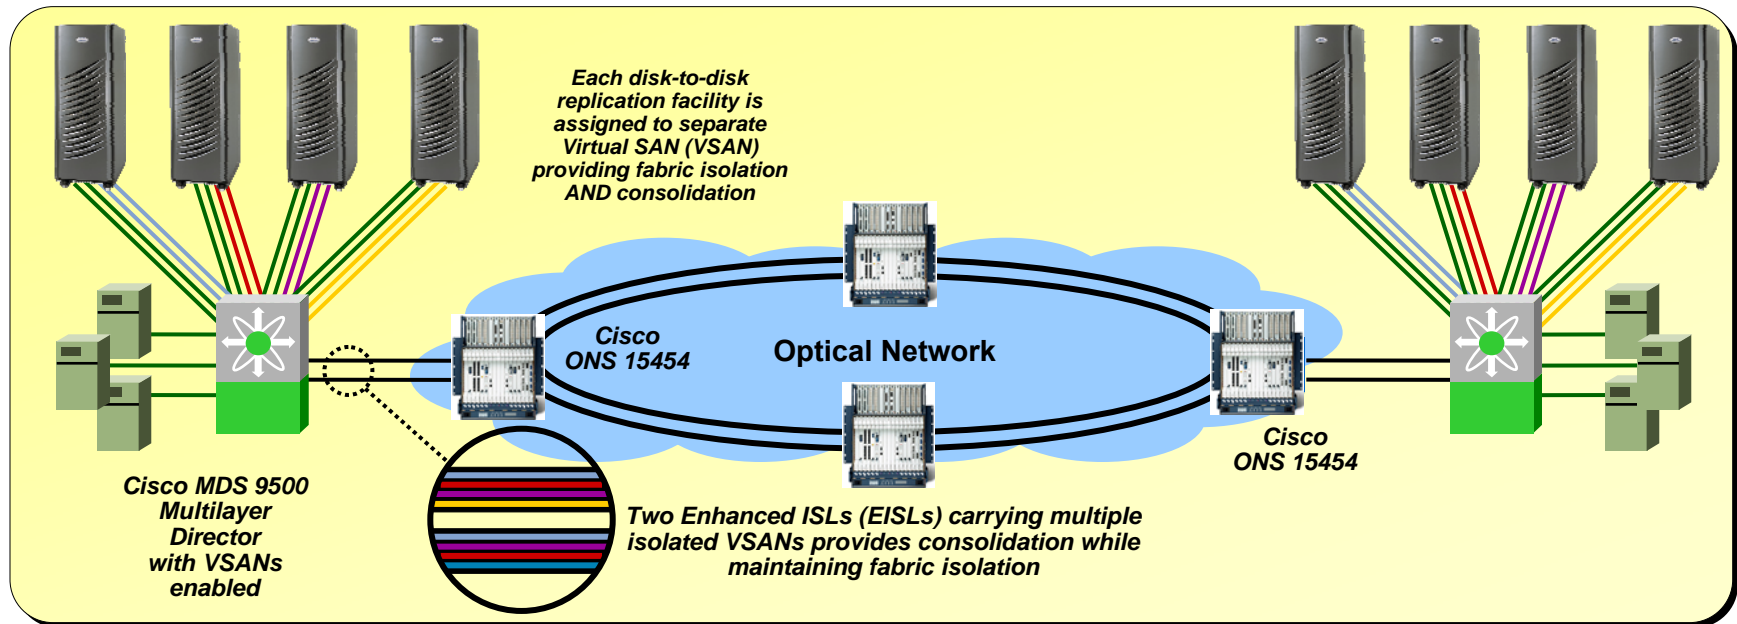 Each disk-to-disk
replication facility is
assigned to separate
Virtual SAN (VSAN)
providing fabric isolation
AND consolidation
Cisco
ONS 15454
Optical Network
Cisco
ONS 15454
Cisco MDS 9500
Multilayer
Director
with VSANs
enabled
Two Enhanced ISLs (EISLs) carrying multiple
isolated VSANs provides consolidation while
maintaining fabric isolation